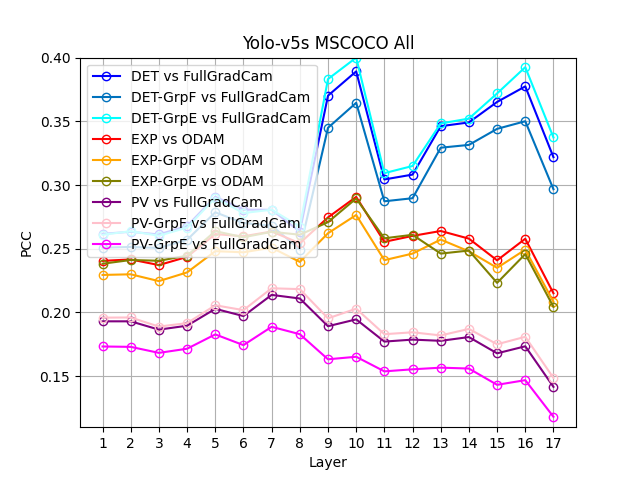 Yolo-v5s MSCOCO All
0.40
0.35
0.30
0.25
0.20
0.15
PCC
DET vs FullGradCam
DET-GrpF vs FullGradCam
DET-GrpE vs FullGradCam
EXP vs ODAM
EXP-GrpF vs ODAM
EXP-GrpE vs ODAM
PV vs FullGradCam
PV-GrpF vs FullGradCam
PV-GrpE vs FullGradCam
1 2 3 4 5 6 7 8 9 10 11 12 13 14 15 16 17
Layer